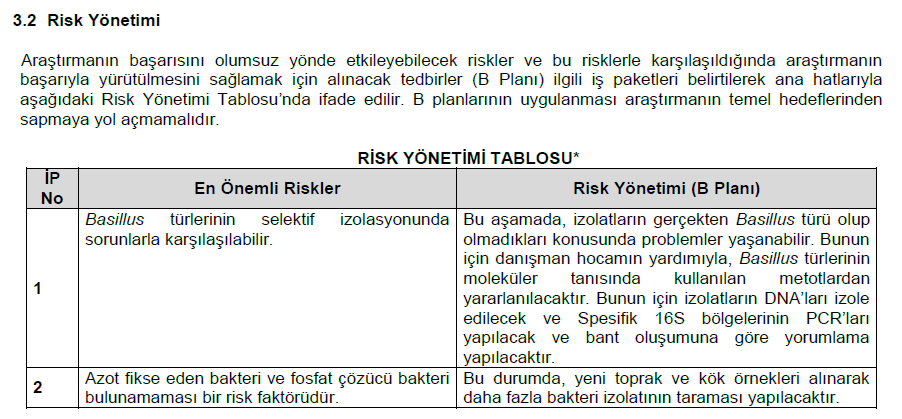 3.2 Risk Yönetimi
Araştırmanın başarısını olumsuz yönde etkileyebilecek riskler ve bu risklerle karşılaşıldığında araştırmanın
başarıyla yürütülmesini sağlamak için alınacak tedbirler (B Planı) ilgili iş paketleri belirtilerek ana hatlarıyla
aşağıdaki Risk Yönetimi Tablosu'nda ifade edilir. B planlarının uygulanması araştırmanın temel hedeflerinden
sapmaya yol açmamalıdır.
RİSK YÖNETİMİ TABLOSU*
İP
No
En Önemli Riskler
Risk Yönetimi (B Planı)
1
Basillus türlerinin selektif izolasyonunda
sorunlarla karşılaşılabilir.
Bu aşamada, izolatların gerçekten Basillus türü olup
olmadıkları konusunda problemler yaşanabilir. Bunun
için danışman hocamın yardımıyla, Basillus türlerinin
moleküler tanısında kullanılan metotlardan
yararlanılacaktır. Bunun için izolatların DNA'ları izole
edilecek ve Spesifik 16S bölgelerinin PCR'ları
yapılacak ve bant oluşumuna göre yorumlama
yapılacaktır.
2
Azot fikse eden bakteri ve fosfat çözücü bakteri
bulunamaması bir risk faktörüdür.
Bu durumda, yeni toprak ve kök örnekleri alınarak
daha fazla bakteri izolatının taraması yapılacaktır.